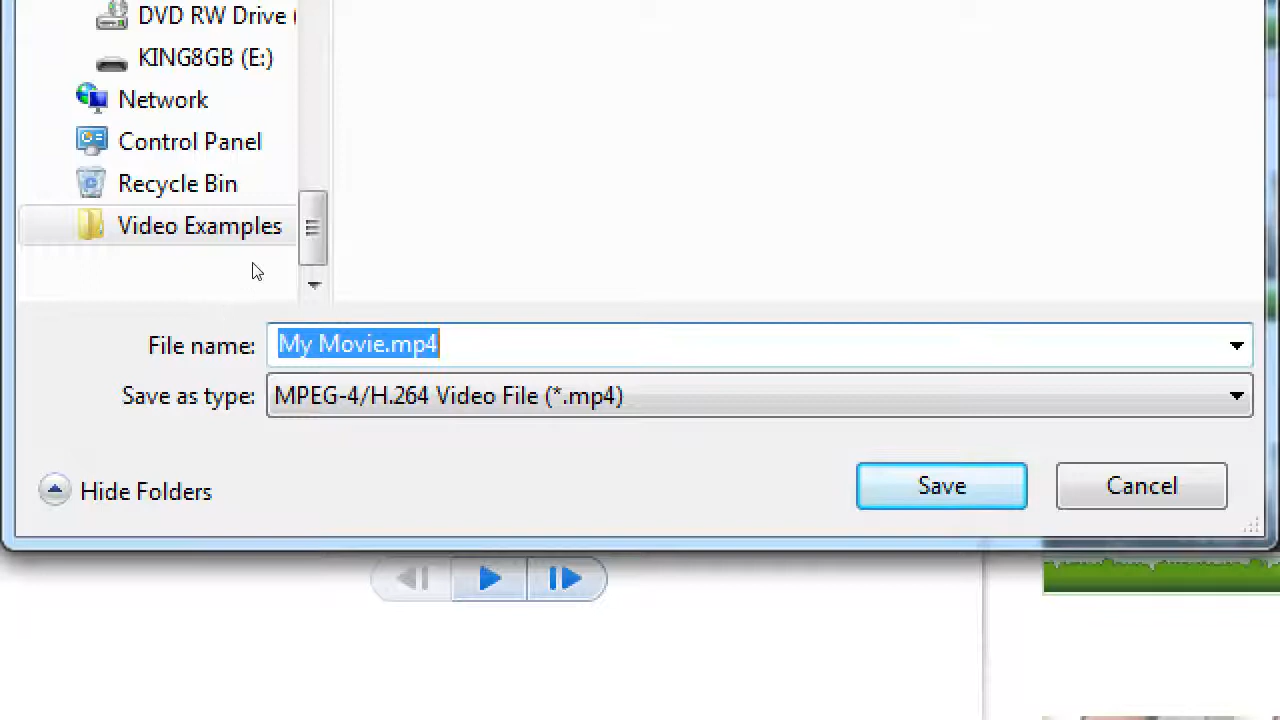 DVD RW Drive (
KING8GB (E:)
Network
Control Panel
Recycle Bin
Video Examples
File name: My Movie.mp4
Save as type: MPEG-4/H.264 Video File (*.mp4)
Hide Folders
Save
Cancel